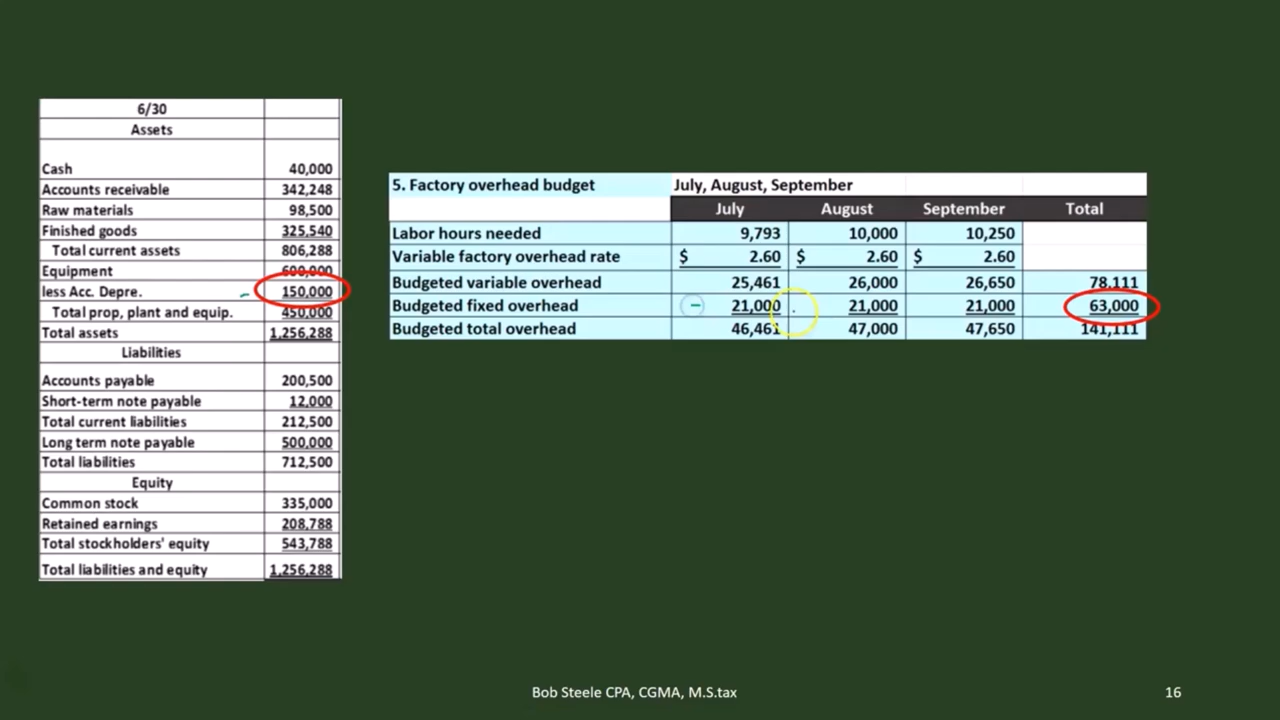 6/30
Assets
Cash 40,000
Accounts receivable 342,248
Raw materials 98,500
Finished goods 325,540
Total current assets 806,288
Equipment 600,000
less Acc. Depre. 150,000
Total prop, plant and equip. 450,000
Total assets 1,256,288
Liabilities
Accounts payable 200,500
Short-term note payable 12,000
Total current liabilities 212,500
Long term note payable 500,000
Total liabilities 712,500
Equity
Common stock 335,000
Retained earnings 208,788
Total stockholders' equity 543,788
Total liabilities and equity 1,256,288
5. Factory overhead budget July, August, September
July August September Total
Labor hours needed 9,793 10,000 10,250
Variable factory overhead rate $ 2.60 $ 2.60 $ 2.60
Budgeted variable overhead 25,461 26,000 26,650 78,111
Budgeted fixed overhead 21,000 21,000 21,000 63,000
Budgeted total overhead 46,461 47,000 47,650 141,111
Bob Steele CPA, CGMA, M.S.tax 16